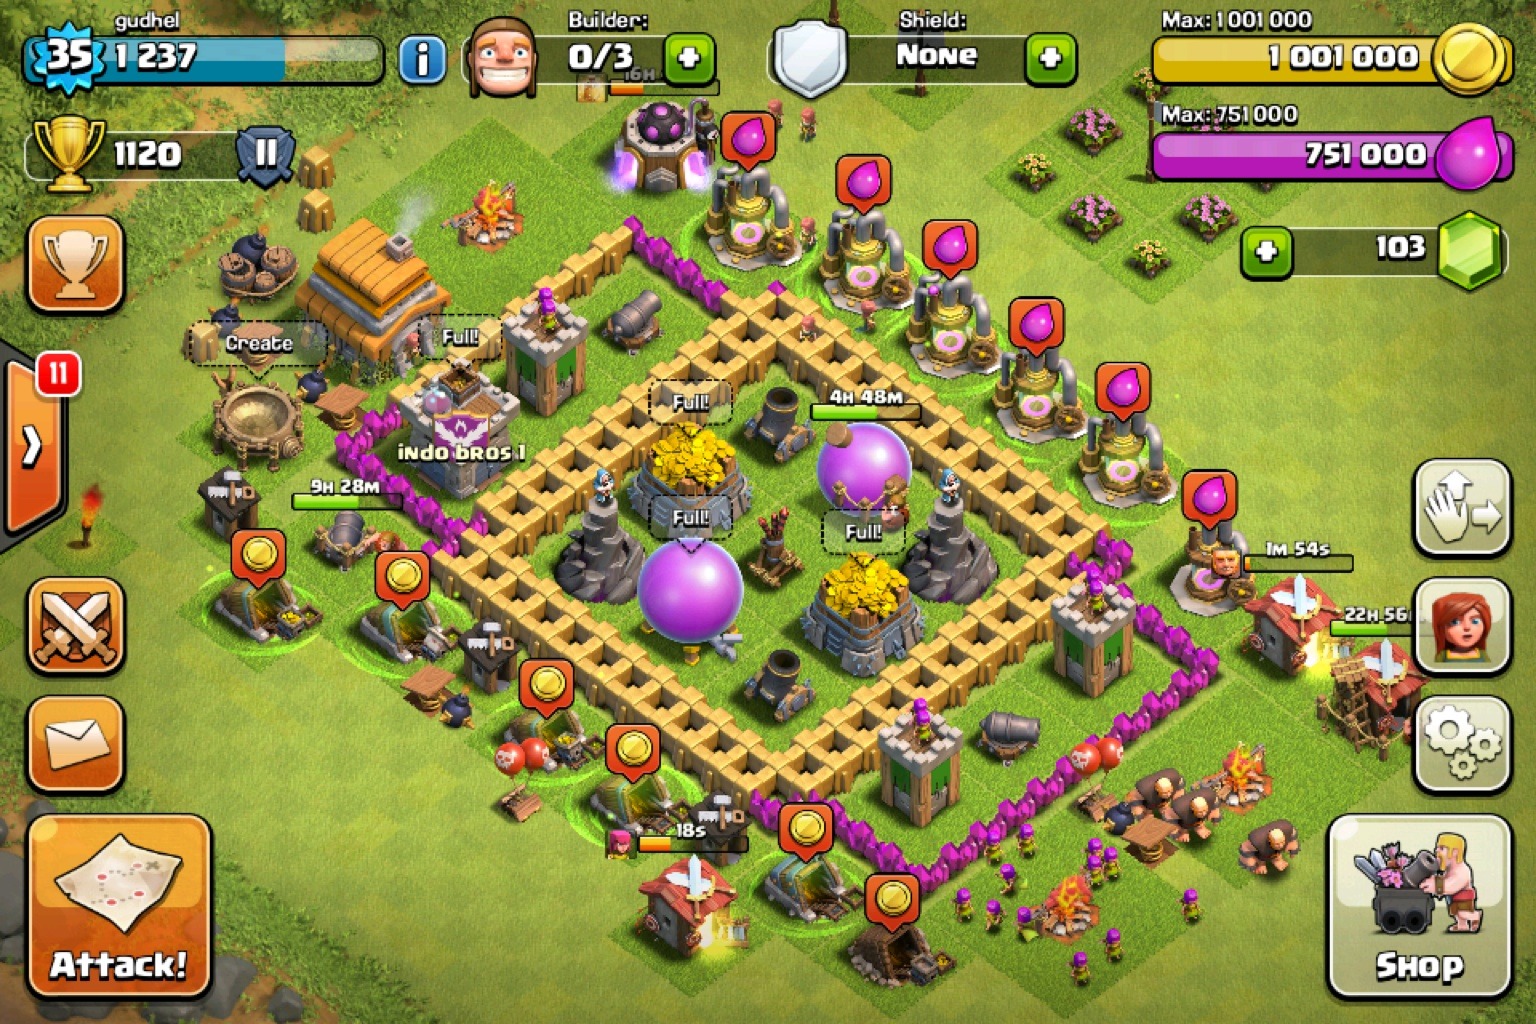 gudhel
35
1 237
Builder:
0/3
Shield:
None
Max: 1 001 000
1 001 000
Max: 751 000
751 000
103
1120
II
16H
11
Create
Full!
Full!
4H 48M
indo bros 1
9H 28M
Full!
Full!
1M 54s
22H 56
18s
Attack!
Shop